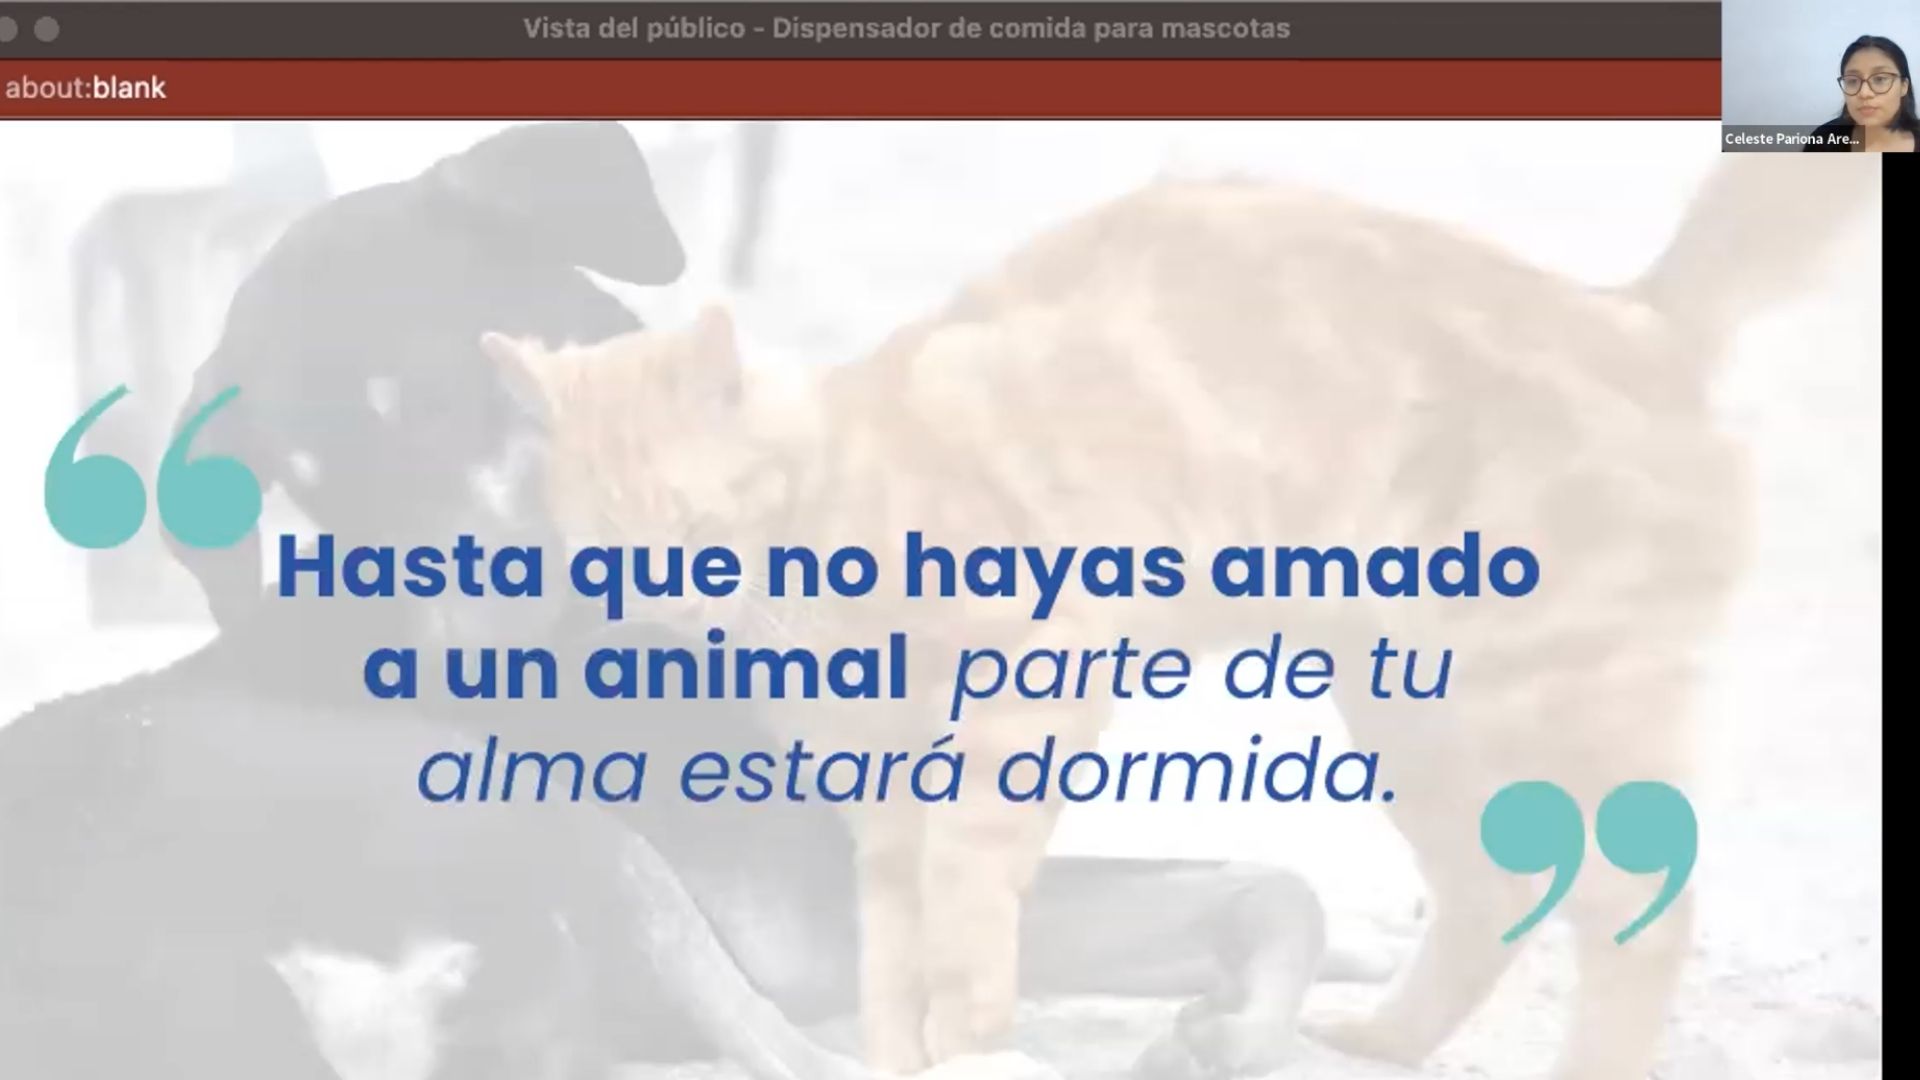 Vista del público - Dispensador de comida para mascotas
about:blank
Celeste Pariona Are...
“Hasta que no hayas amado
a un animal parte de tu
alma estará dormida.”